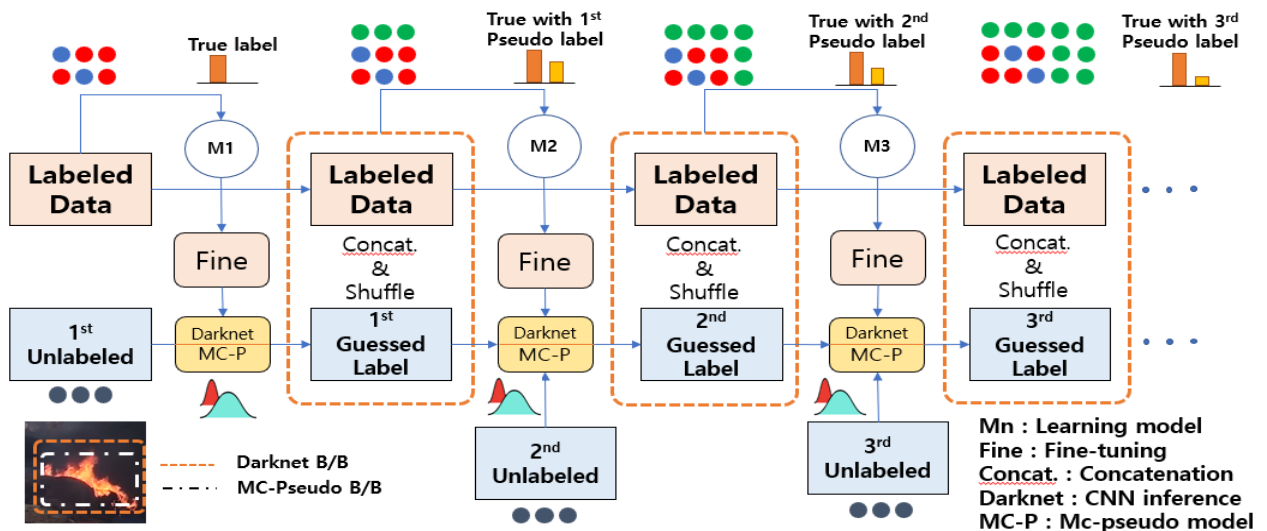 True label
True with 1st
Pseudo label
True with 2nd
Pseudo label
True with 3rd
Pseudo label
M1
M2
M3
Labeled
Data
Labeled
Data
Labeled
Data
Labeled
Data
Fine
Concat.
&
Shuffle
Fine
Concat.
&
Shuffle
Fine
Concat.
&
Shuffle
1st
Unlabeled
Darknet
MC-P
1st
Guessed
Label
Darknet
MC-P
2nd
Guessed
Label
Darknet
MC-P
3rd
Guessed
Label
2nd
Unlabeled
3rd
Unlabeled
Darknet B/B
MC-Pseudo B/B
Mn : Learning model
Fine : Fine-tuning
Concat. : Concatenation
Darknet : CNN inference
MC-P : Mc-pseudo model